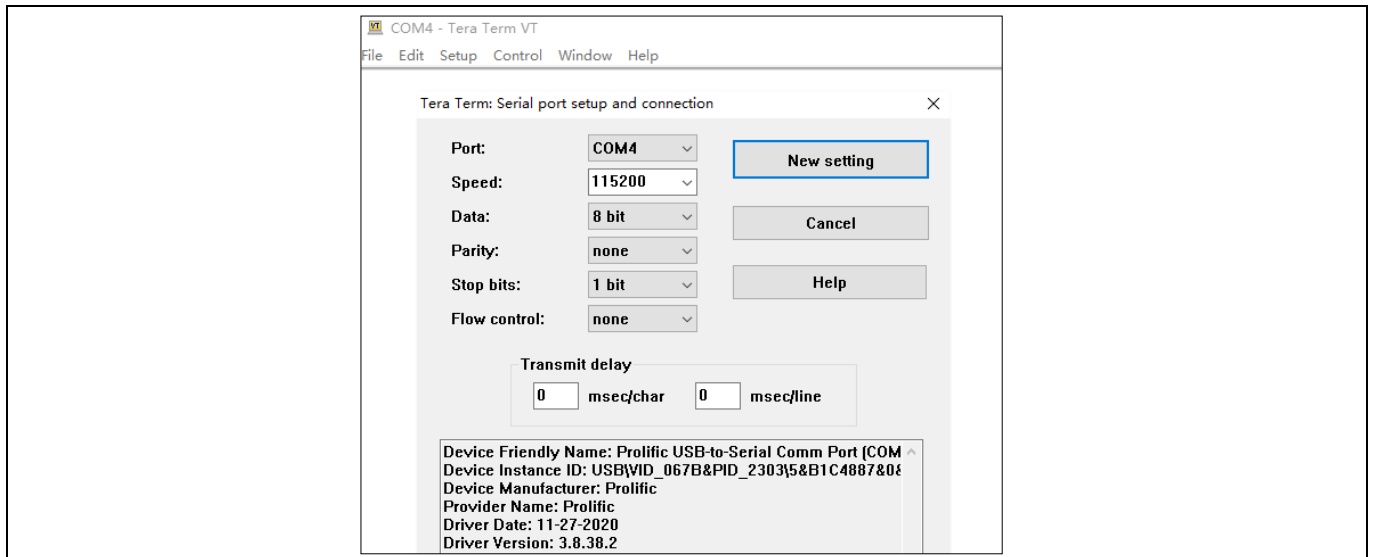 COM4 - Tera Term VT
File Edit Setup Control Window Help
Tera Term: Serial port setup and connection
Port: COM4 New setting
Speed: 115200
Data: 8 bit Cancel
Parity: none
Stop bits: 1 bit Help
Flow control: none
Transmit delay
0 msec/char 0 msec/line
Device Friendly Name: Prolific USB-to-Serial Comm Port (COM
Device Instance ID: USB\VID_067B&PID_2303\5&B1C4887&0&
Device Manufacturer: Prolific
Provider Name: Prolific
Driver Date: 11-27-2020
Driver Version: 3.8.38.2